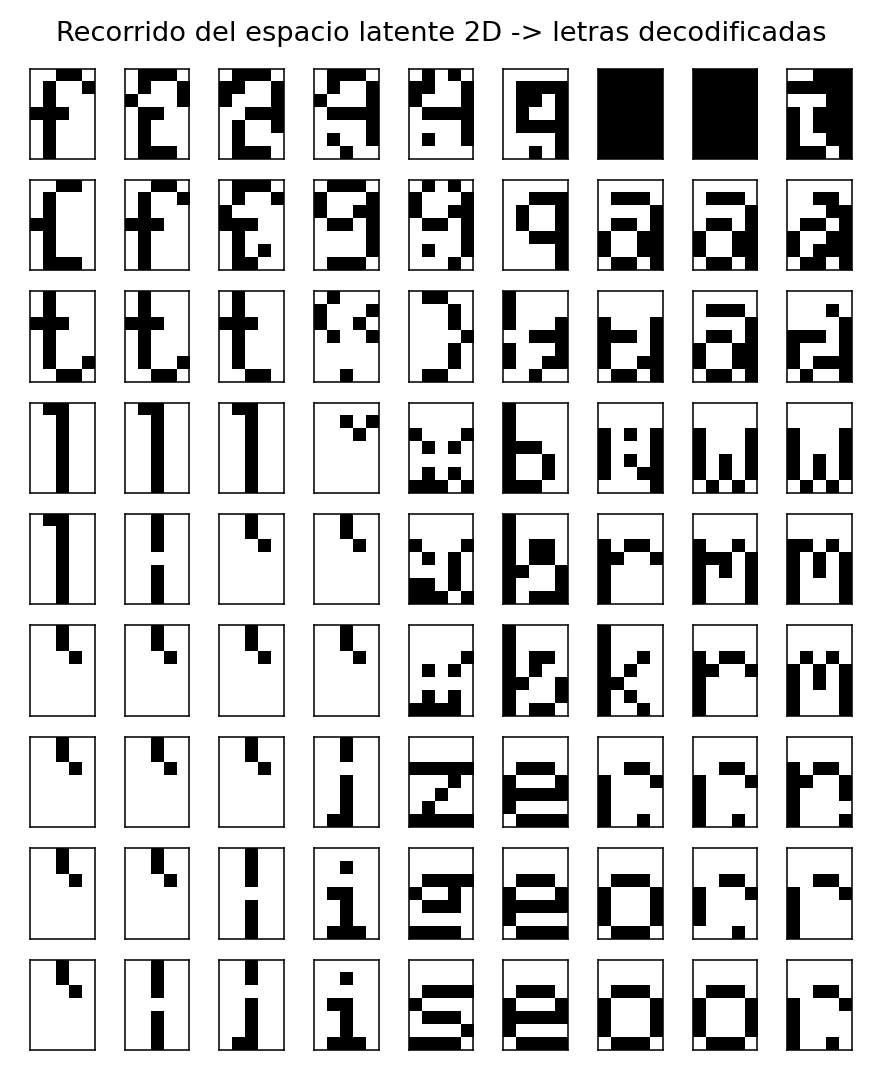 Recorrido del espacio latente 2D -> letras decodificadas